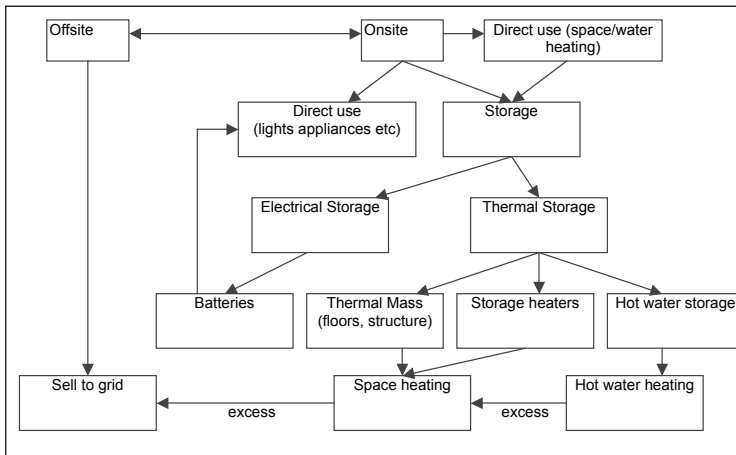 Offsite
Onsite
Direct use (space/water
heating)
Direct use
(lights appliances etc)
Storage
Electrical Storage
Thermal Storage
Batteries
Thermal Mass
(floors, structure)
Storage heaters
Hot water storage
Sell to grid
excess
Space heating
excess
Hot water heating